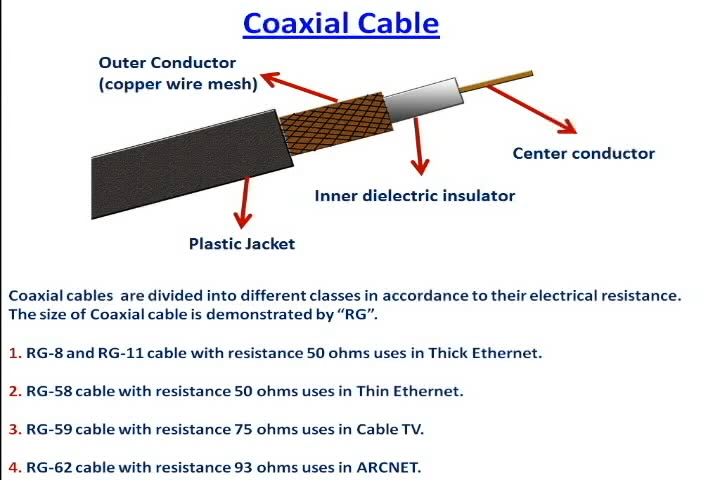 Coaxial Cable
Outer Conductor
(copper wire mesh)
Center conductor
Inner dielectric insulator
Plastic Jacket
Coaxial cables are divided into different classes in accordance to their electrical resistance.
The size of Coaxial cable is demonstrated by “RG”.
1. RG-8 and RG-11 cable with resistance 50 ohms uses in Thick Ethernet.
2. RG-58 cable with resistance 50 ohms uses in Thin Ethernet.
3. RG-59 cable with resistance 75 ohms uses in Cable TV.
4. RG-62 cable with resistance 93 ohms uses in ARCNET.